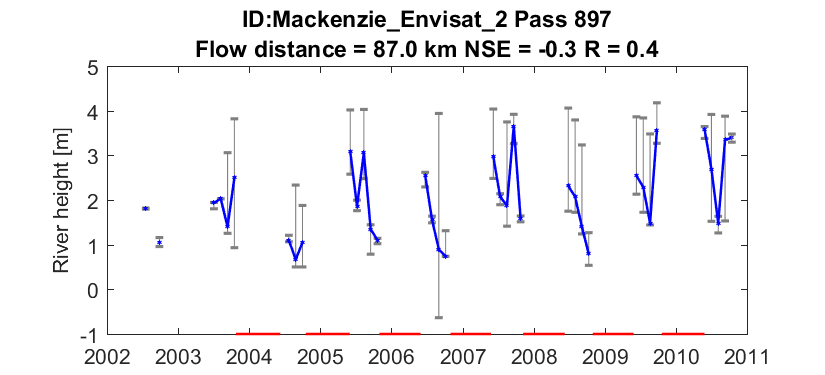 ID:Mackenzie_Envisat_2 Pass 897
Flow distance = 87.0 km NSE = -0.3 R = 0.4
River height [m]
5
4
3
2
1
0
-1
2002 2003 2004 2005 2006 2007 2008 2009 2010 2011